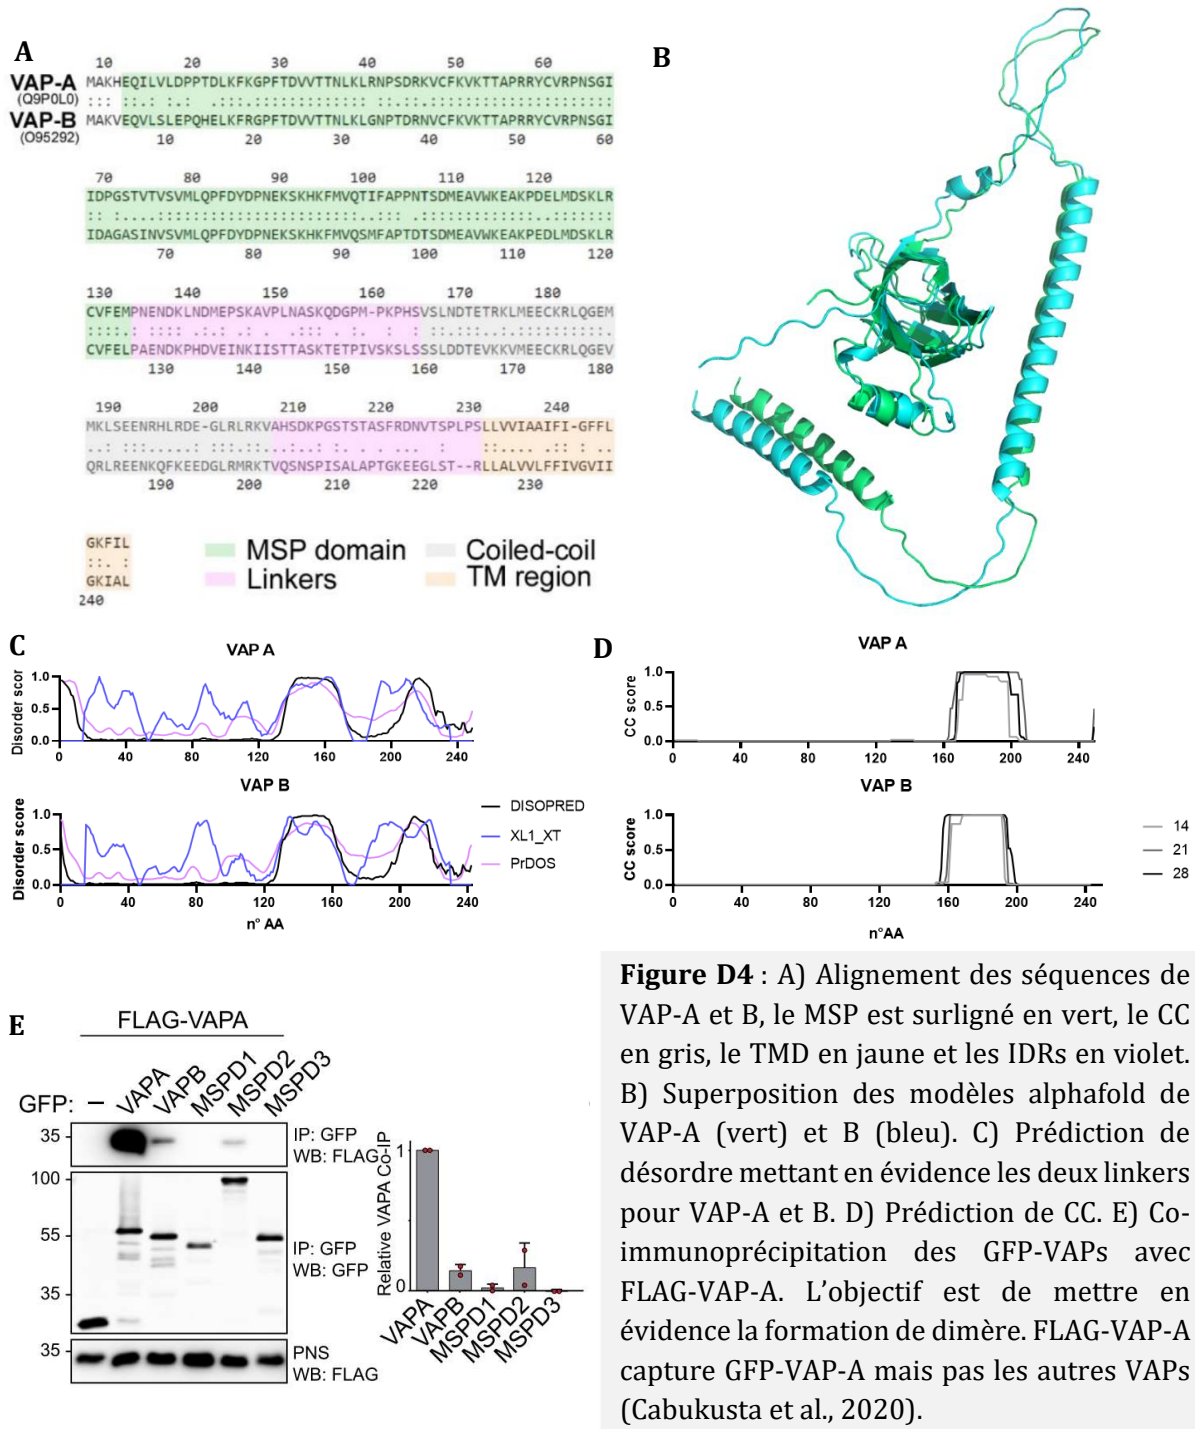 A
10 20 30 40 50 60
VAP-A MAKHEQILVLDPPTDLKFKGPFTDVVTTNLKLRNPSDRKVCFKVKTTAPRRYCVRPNSGI
(Q9P0L0)
VAP-B MAKVEQVLSLEPQHELKFRGPFTDVVTTNLKLGNPTDRNVCFKVKTTAPRRYCVRPNSGI
(O95292)
10 20 30 40 50 60
70 80 90 100 110 120
IDPGSTVTVSVMLQPFDYDPNEKSKHKFMVQTIFAPPNTSDMEAVWKEAKPDELMDSKLR
IDAGASINVSVMLQPFDYDPNEKSKHKFMVQSMFAPTDTSDMEAVWKEAKPEDLMDSKLR
70 80 90 100 110 120
130 140 150 160 170 180
CVFEMPNENDKLNDMEPSKAVPLNASKQDGPM-PKPHSVSLNDTETRKLMEECKRLQGEM
CVFELPAENDKPHDVEINKIISTTASKTETPIVSKSLSSSLDDTEVKKVMEECKRLQGEV
130 140 150 160 170 180
190 200 210 220 230 240
MKLSEENRHLRDE-GLRLRKVAHSDKPGSTSTASFRDNVTSPLPSLLVVIAAIFI-GFFL
QRLREENKQFKEEDGLRMRKTVQSNSPISALAPTGKEEGLST--RLLALVVLFFIVGVII
190 200 210 220 230
GKFIL
GKIAL
240
MSP domain Coiled-coil
Linkers TM region
B
C
VAP A
Disorder scor
1.0
0.5
0.0
0 40 80 120 160 200 240
VAP B
Disorder score
1.0
0.5
0.0
0 40 80 120 160 200 240
n° AA
DISOPRED
XL1_XT
PrDOS
D
VAP A
CC score
1.0
0.5
0.0
0 40 80 120 160 200 240
VAP B
CC score
1.0
0.5
0.0
0 40 80 120 160 200 240
n°AA
14
21
28
E
FLAG-VAPA
GFP: – VAPA VAPB MSPD1 MSPD2 MSPD3
35
IP: GFP
WB: FLAG
100
55
35
IP: GFP
WB: GFP
35
PNS
WB: FLAG
Relative VAPA Co-IP
1
0
VAPA VAPB MSPD1 MSPD2 MSPD3
Figure D4 : A) Alignement des séquences de
VAP-A et B, le MSP est surligné en vert, le CC
en gris, le TMD en jaune et les IDRs en violet.
B) Superposition des modèles alphafold de
VAP-A (vert) et B (bleu). C) Prédiction de
désordre mettant en évidence les deux linkers
pour VAP-A et B. D) Prédiction de CC. E) Co-
immunoprécipitation des GFP-VAPs avec
FLAG-VAP-A. L’objectif est de mettre en
évidence la formation de dimère. FLAG-VAP-A
capture GFP-VAP-A mais pas les autres VAPs
(Cabukusta et al., 2020).